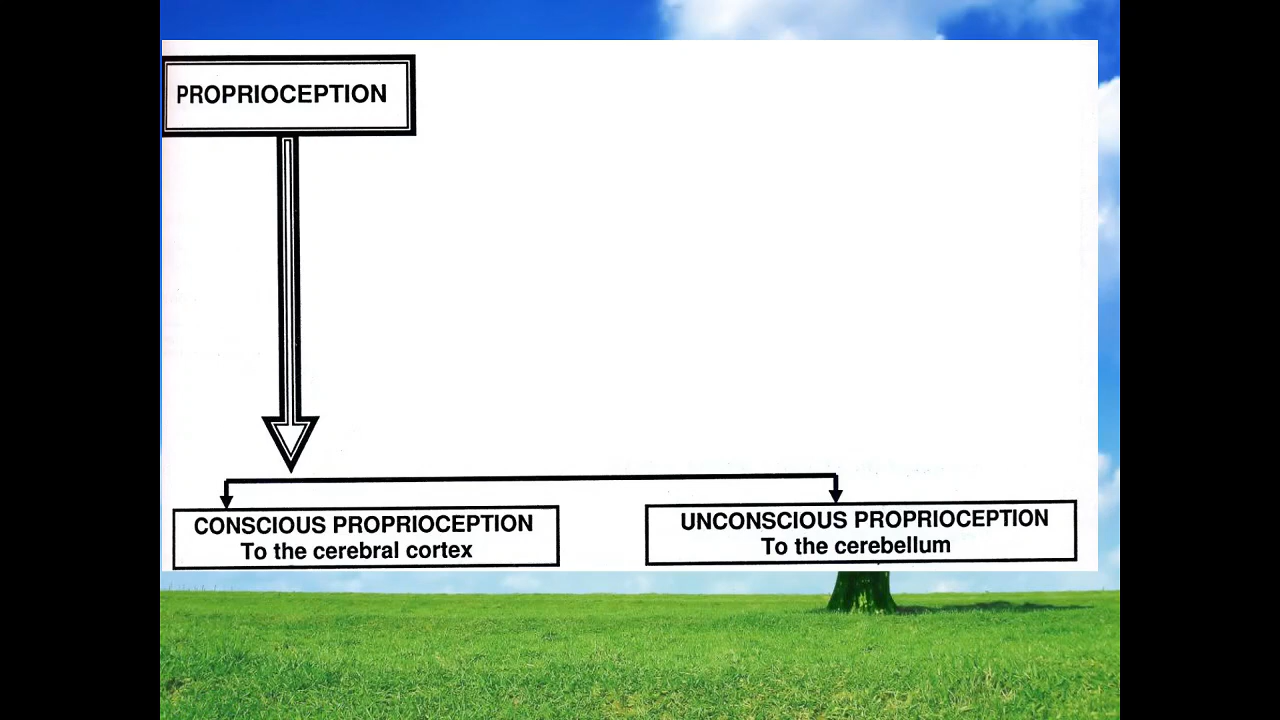 PROPRIOCEPTION
CONSCIOUS PROPRIOCEPTION
To the cerebral cortex
UNCONSCIOUS PROPRIOCEPTION
To the cerebellum